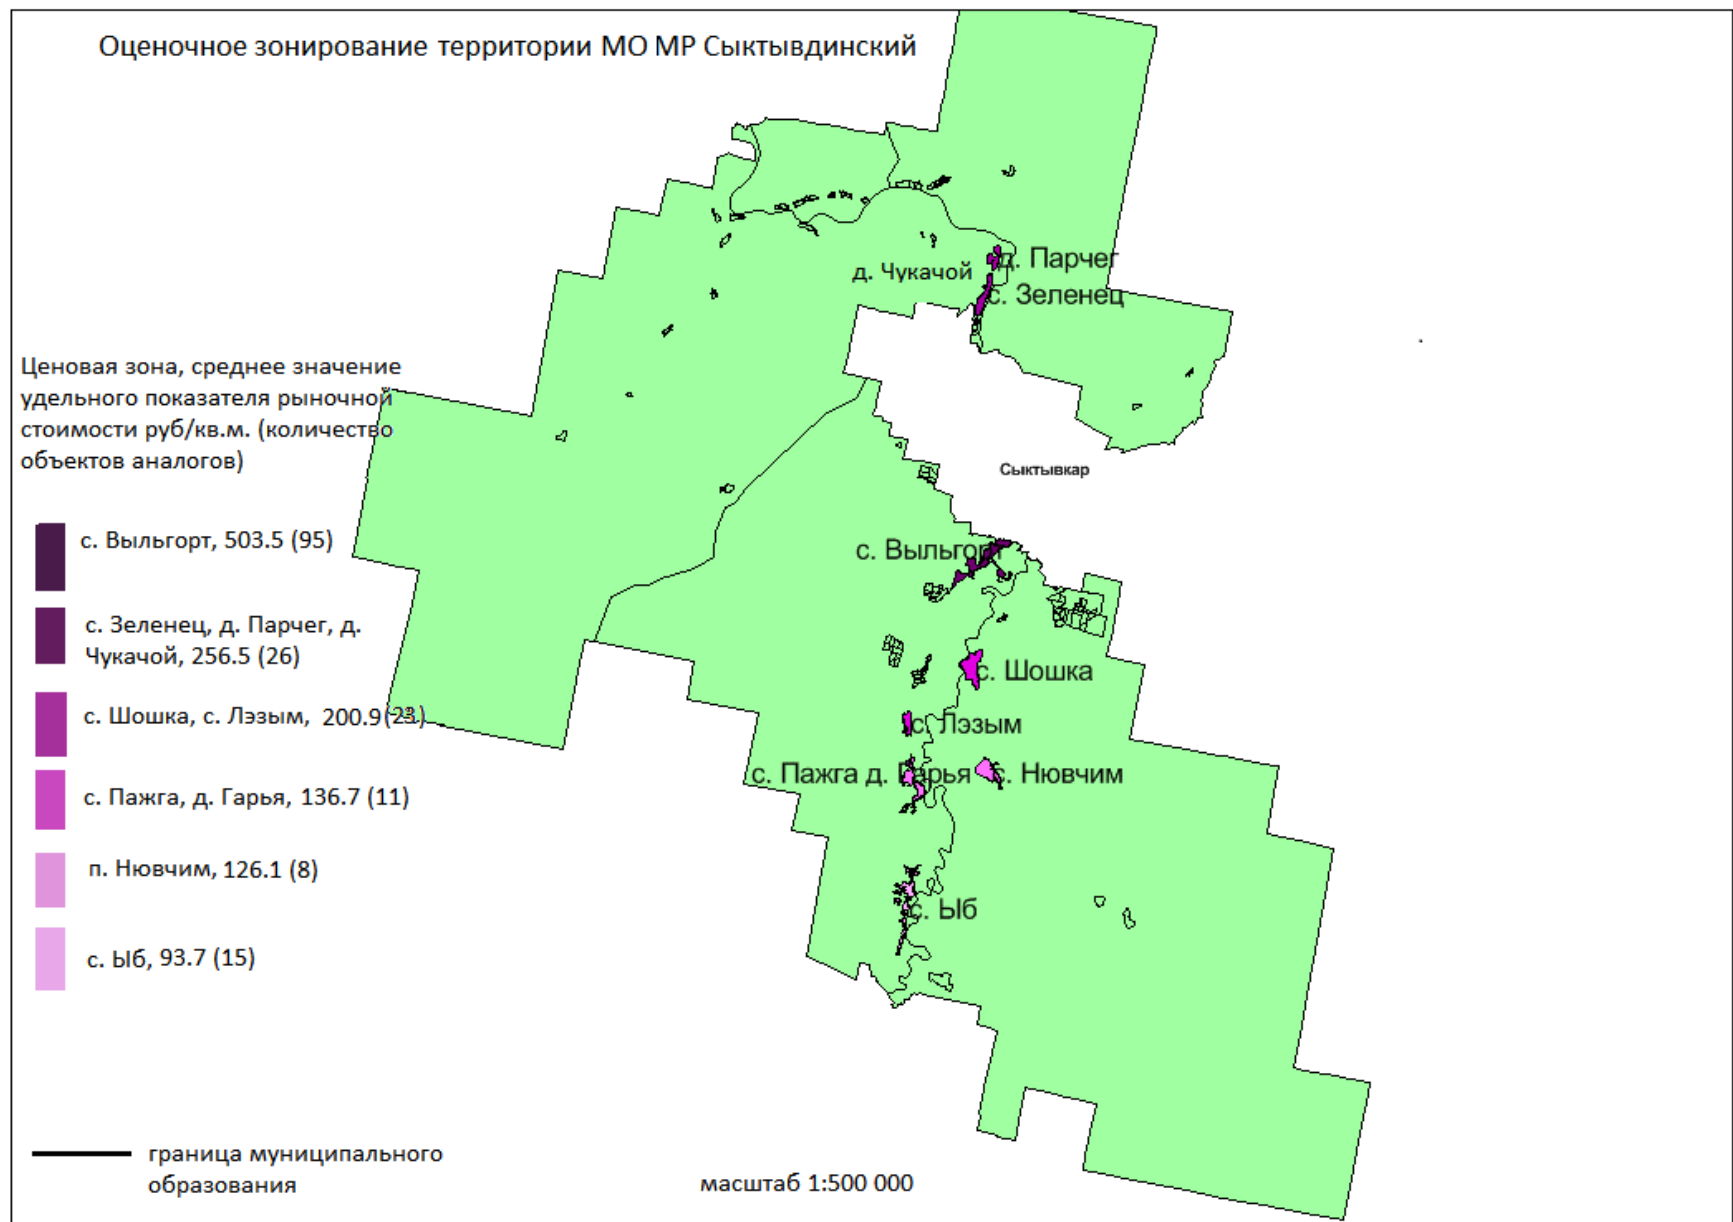 Оценочное зонирование территории МО МР Сыктывдинский
д. Парчег
д. Чукачой
с. Зеленец
Ценовая зона, среднее значение
удельного показателя рыночной
стоимости руб/кв.м. (количество
объектов аналогов)
Сыктывкар
с. Выльгорт, 503.5 (95)
с. Выльгорт
с. Зеленец, д. Парчег, д.
Чукачой, 256.5 (26)
с. Шошка
с. Шошка, с. Лэзым, 200.9 (23)
с. Лэзым
с. Пажга д. Гарья
с. Нювчим
с. Пажга, д. Гарья, 136.7 (11)
п. Нювчим, 126.1 (8)
с. Ыб
с. Ыб, 93.7 (15)
граница муниципального
образования
масштаб 1:500 000